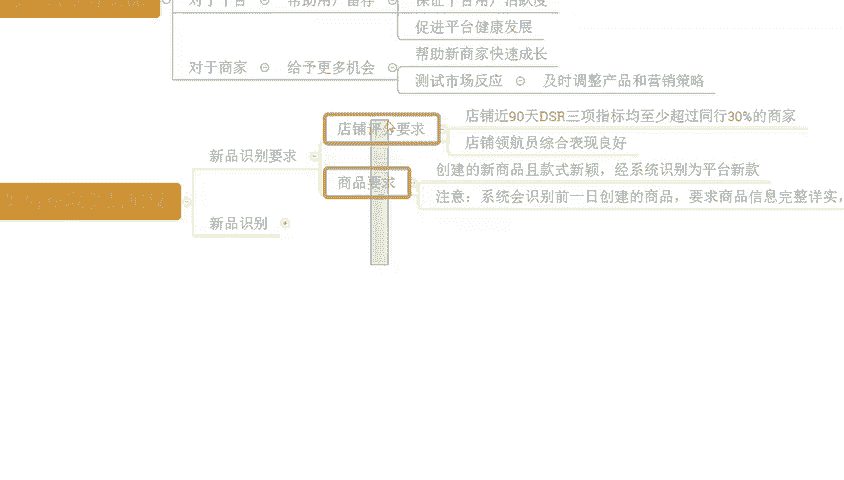 对于平台 帮助用户留存 保证平台用户活跃度
促进平台健康发展
帮助新商家快速成长
对于商家 给予更多机会
测试市场反应 及时调整产品和营销策略
店铺近90天DSR三项指标均至少超过同行30%的商家
店铺评分要求
店铺领航员综合表现良好
新品识别要求
创建的新商品且款式新颖，经系统识别为平台新款
商品要求
注意：系统会识别前一日创建的商品，要求商品信息完整详实，
新品识别